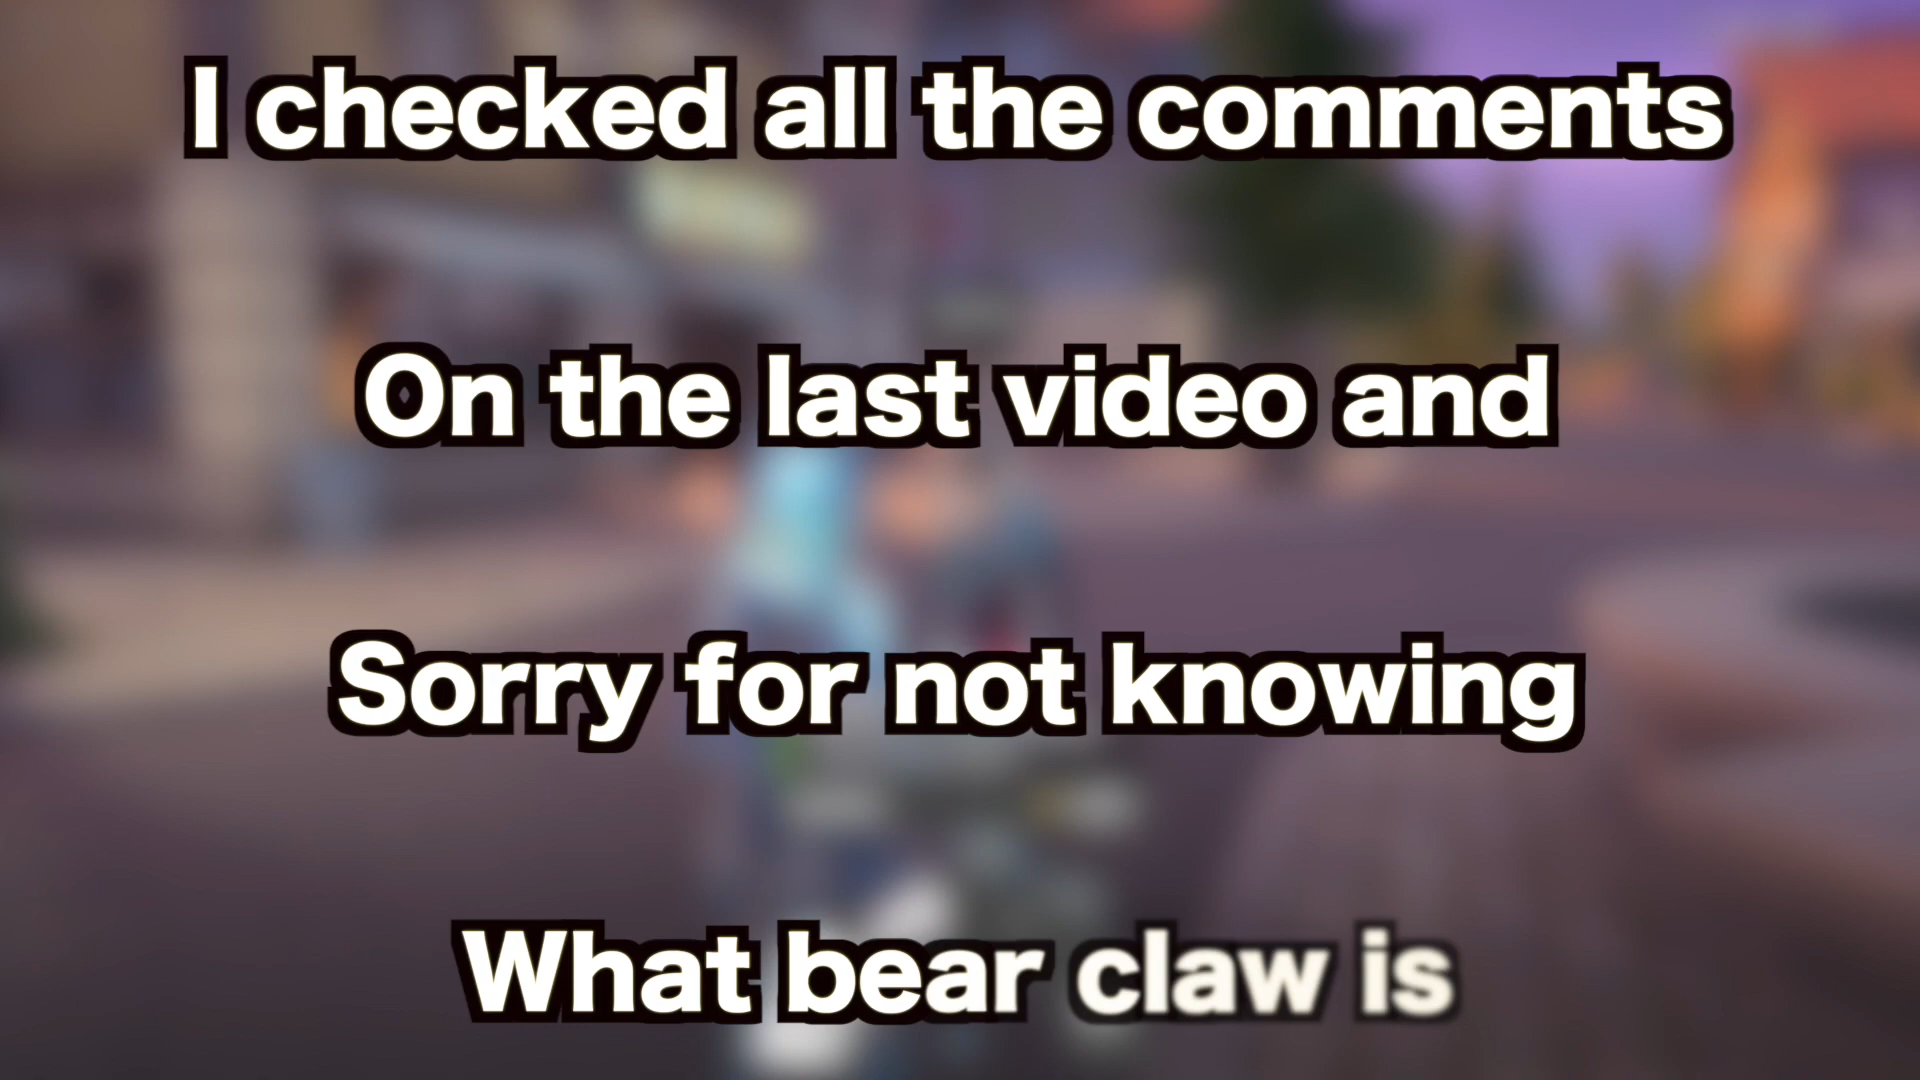 I checked all the comments
On the last video and
Sorry for not knowing
What bear claw is